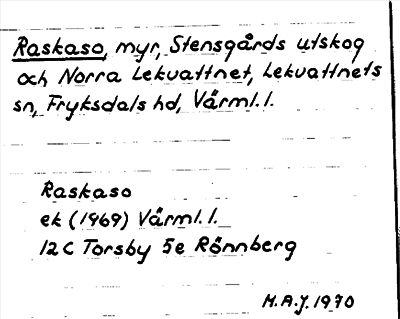 Raskaso, myr, Stensgårds utskog
och Norra Lekvattnet, Lekvattnets
sn, Fryksdals hd, Värml. l.
Raskaso
ek (1969) Värml. l.
12 C Torsby 5e Rönnberg
M.A.J. 1970